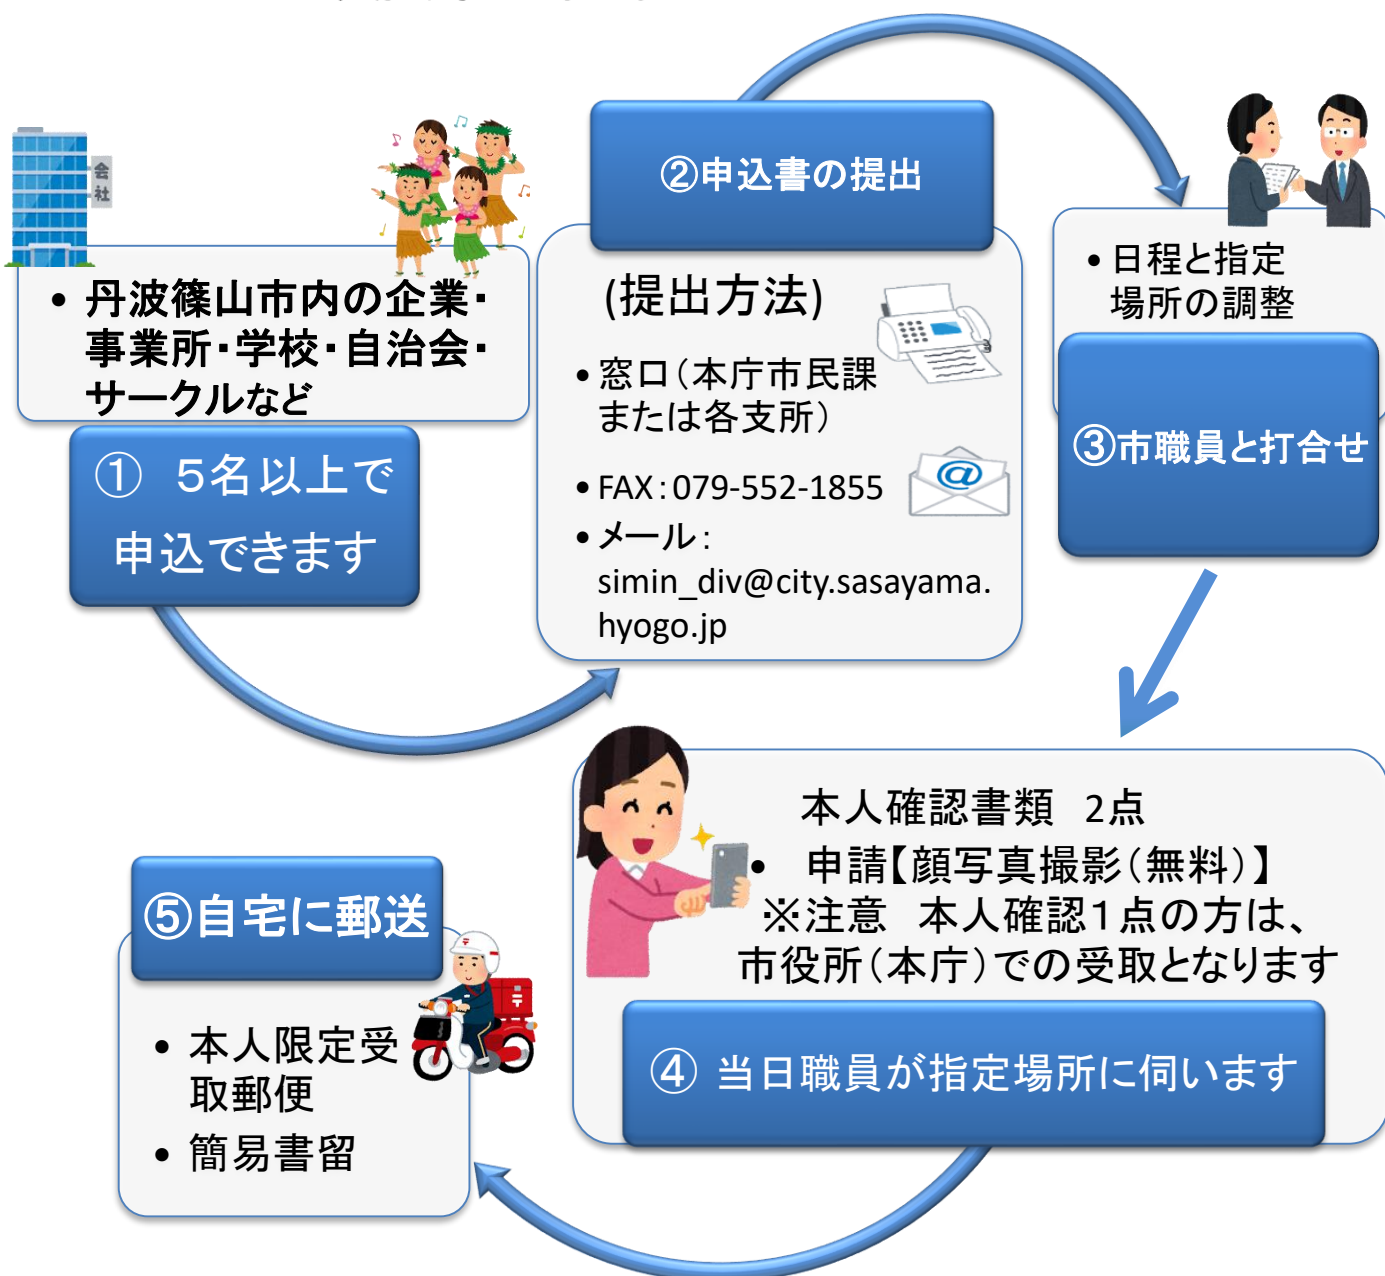 会
社
• 丹波篠山市内の企業・
事業所・学校・自治会・
サークルなど
① 5名以上で
申込できます
②申込書の提出
(提出方法)
• 窓口（本庁市民課
または各支所）
• FAX：079-552-1855
• メール：
simin_div@city.sasayama.
hyogo.jp
• 日程と指定
場所の調整
③市職員と打合せ
本人確認書類 2点
• 申請【顔写真撮影（無料）】
※注意 本人確認１点の方は、
市役所（本庁）での受取となります
④ 当日職員が指定場所に伺います
⑤自宅に郵送
• 本人限定受
取郵便
• 簡易書留